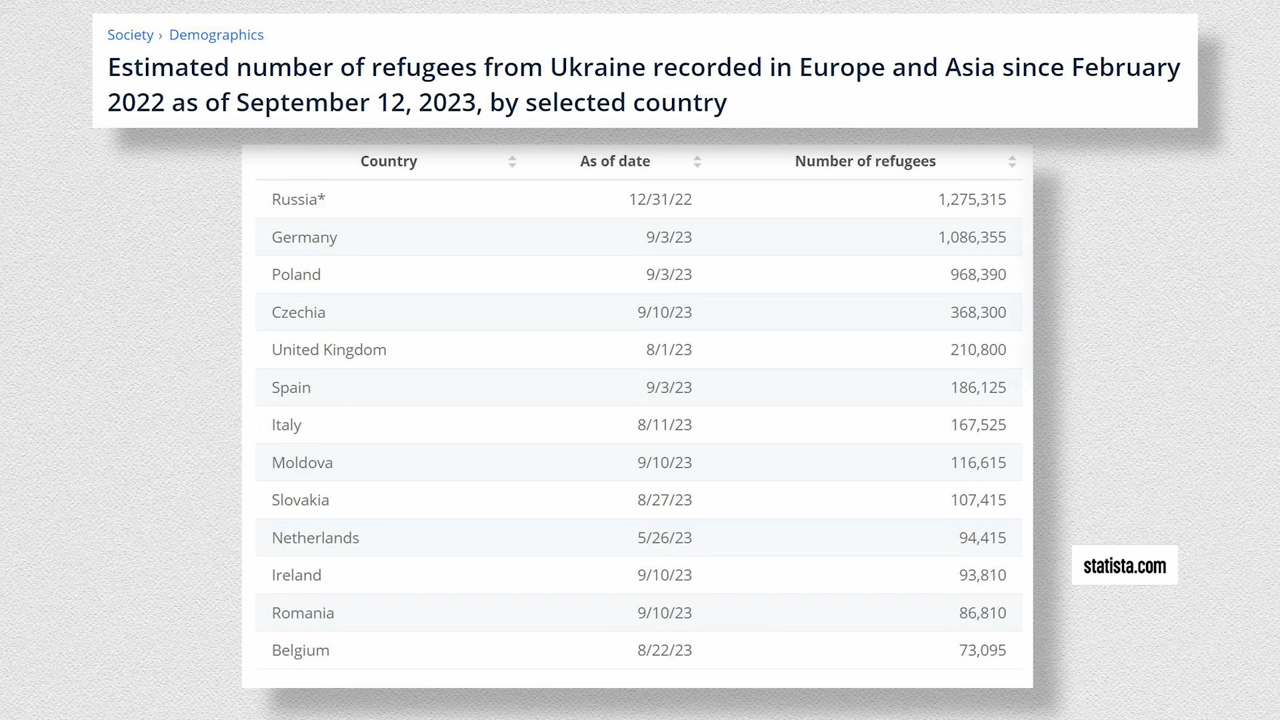 Society › Demographics
Estimated number of refugees from Ukraine recorded in Europe and Asia since February
2022 as of September 12, 2023, by selected country
Country As of date Number of refugees
Russia* 12/31/22 1,275,315
Germany 9/3/23 1,086,355
Poland 9/3/23 968,390
Czechia 9/10/23 368,300
United Kingdom 8/1/23 210,800
Spain 9/3/23 186,125
Italy 8/11/23 167,525
Moldova 9/10/23 116,615
Slovakia 8/27/23 107,415
Netherlands 5/26/23 94,415
statista.com
Ireland 9/10/23 93,810
Romania 9/10/23 86,810
Belgium 8/22/23 73,095